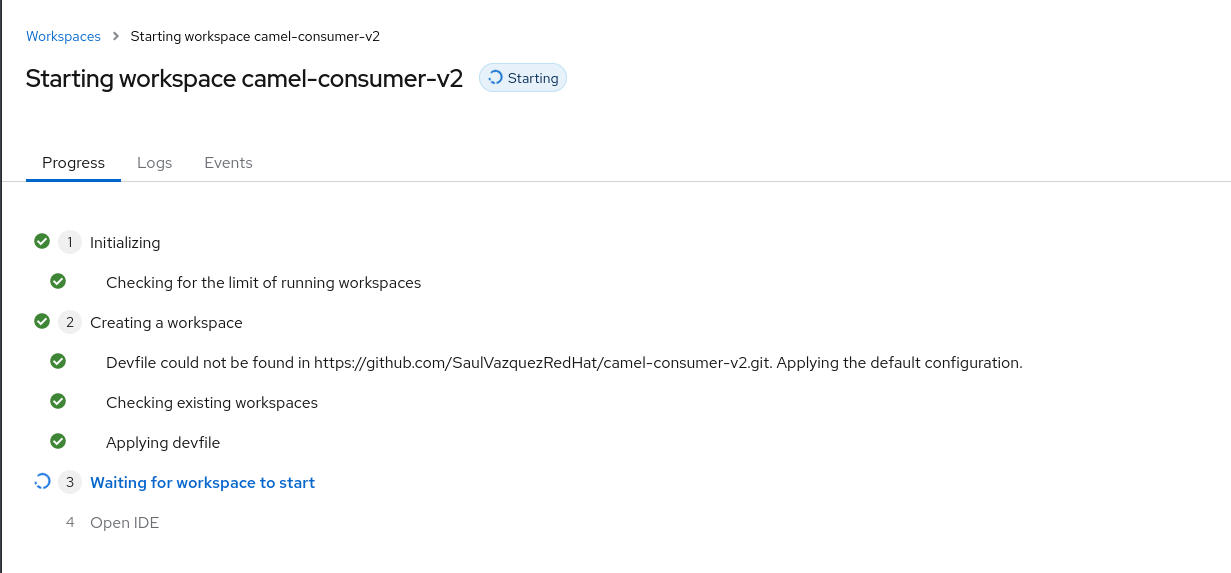 Workspaces > Starting workspace camel-consumer-v2
Starting workspace camel-consumer-v2 Starting
Progress Logs Events
1 Initializing
Checking for the limit of running workspaces
2 Creating a workspace
Devfile could not be found in https://github.com/SaulVazquezRedHat/camel-consumer-v2.git. Applying the default configuration.
Checking existing workspaces
Applying devfile
3 Waiting for workspace to start
4 Open IDE